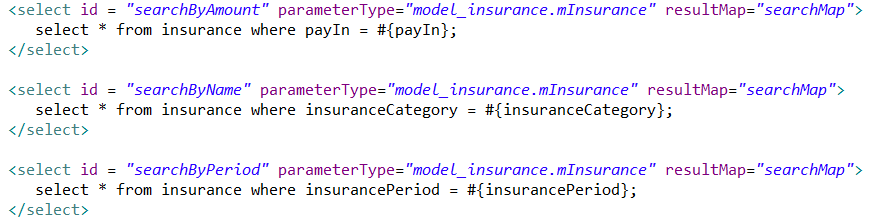 <select id = "searchByAmount" parameterType="model_insurance.mInsurance" resultMap="searchMap">
select * from insurance where payIn = #{payIn};
</select>
<select id = "searchByName" parameterType="model_insurance.mInsurance" resultMap="searchMap">
select * from insurance where insuranceCategory = #{insuranceCategory};
</select>
<select id = "searchByPeriod" parameterType="model_insurance.mInsurance" resultMap="searchMap">
select * from insurance where insurancePeriod = #{insurancePeriod};
</select>